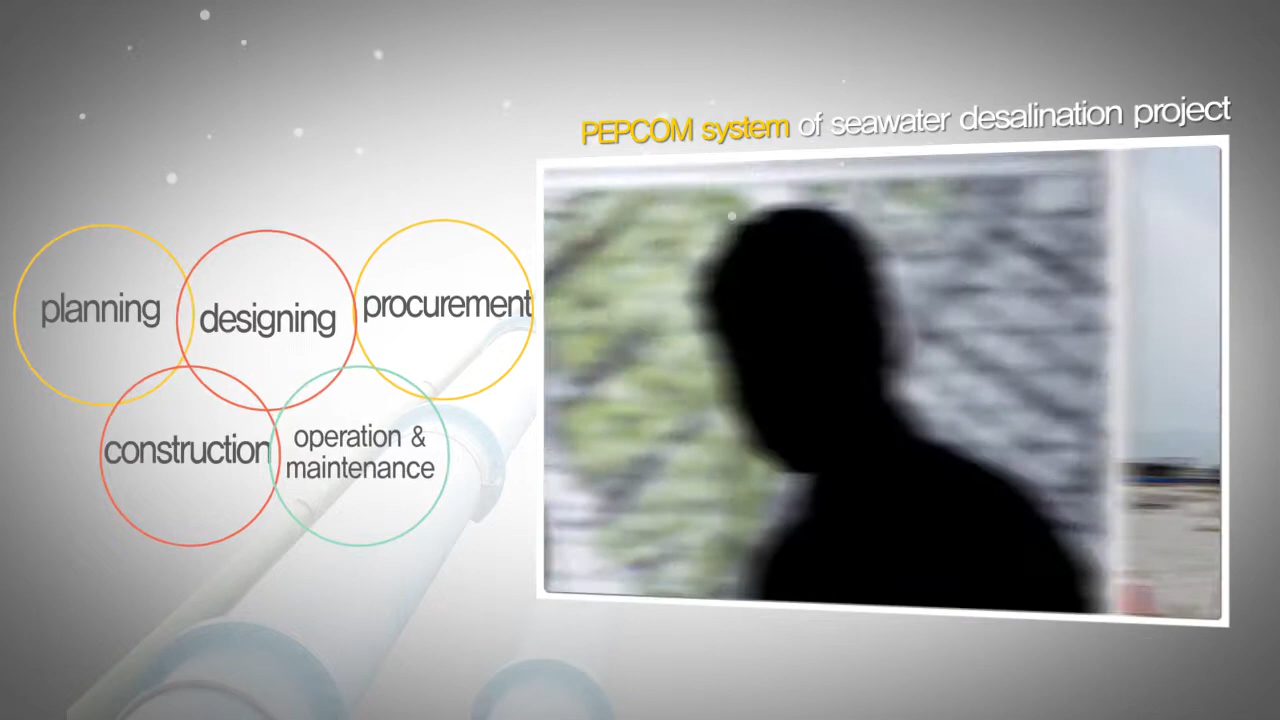 PEPCOM system of seawater desalination project
planning
designing
procurement
construction
operation &
maintenance